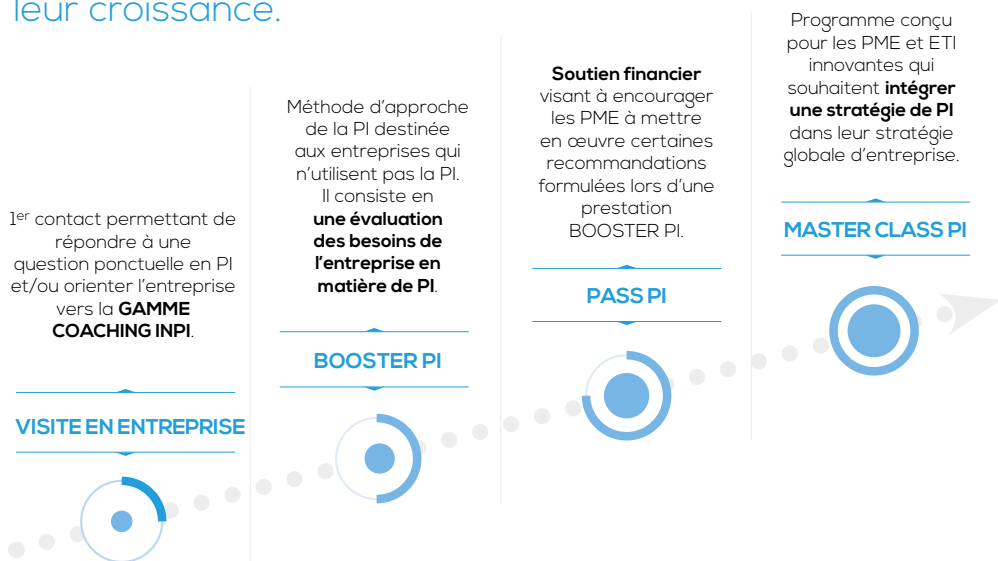 leur croissance.
1er contact permettant de
répondre à une
question ponctuelle en PI
et/ou orienter l’entreprise
vers la GAMME
COACHING INPI.
VISITE EN ENTREPRISE
Méthode d’approche
de la PI destinée
aux entreprises qui
n’utilisent pas la PI.
Il consiste en
une évaluation
des besoins de
l’entreprise en
matière de PI.
BOOSTER PI
Soutien financier
visant à encourager
les PME à mettre
en œuvre certaines
recommandations
formulées lors d’une
prestation
BOOSTER PI.
PASS PI
Programme conçu
pour les PME et ETI
innovantes qui
souhaitent intégrer
une stratégie de PI
dans leur stratégie
globale d’entreprise.
MASTER CLASS PI